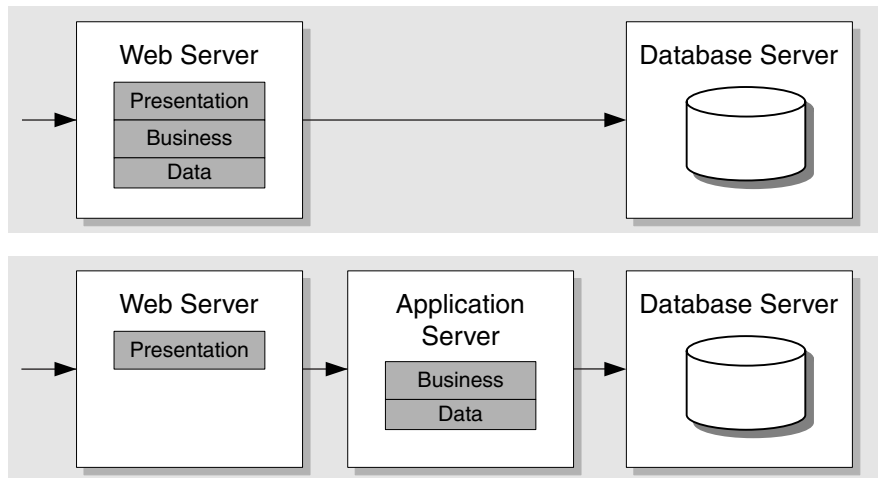 Web Server
Presentation
Business
Data
Database Server
Web Server
Presentation
Application
Server
Business
Data
Database Server